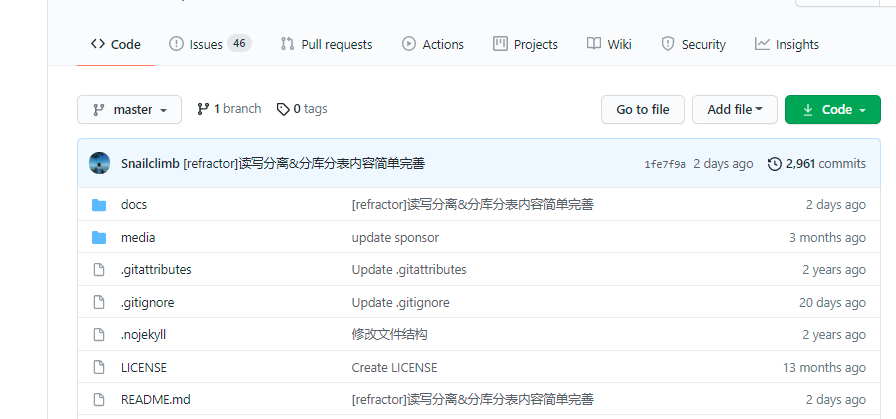 Code Issues 46 Pull requests Actions Projects Wiki Security Insights
master 1 branch 0 tags Go to file Add file Code
Snailclimb [refractor]读写分离&分库分表内容简单完善 1fe7f9a 2 days ago 2,961 commits
docs [refractor]读写分离&分库分表内容简单完善 2 days ago
media update sponsor 3 months ago
.gitattributes Update .gitattributes 2 years ago
.gitignore Update .gitignore 20 days ago
.nojekyll 修改文件结构 2 years ago
LICENSE Create LICENSE 13 months ago
README.md [refractor]读写分离&分库分表内容简单完善 2 days ago